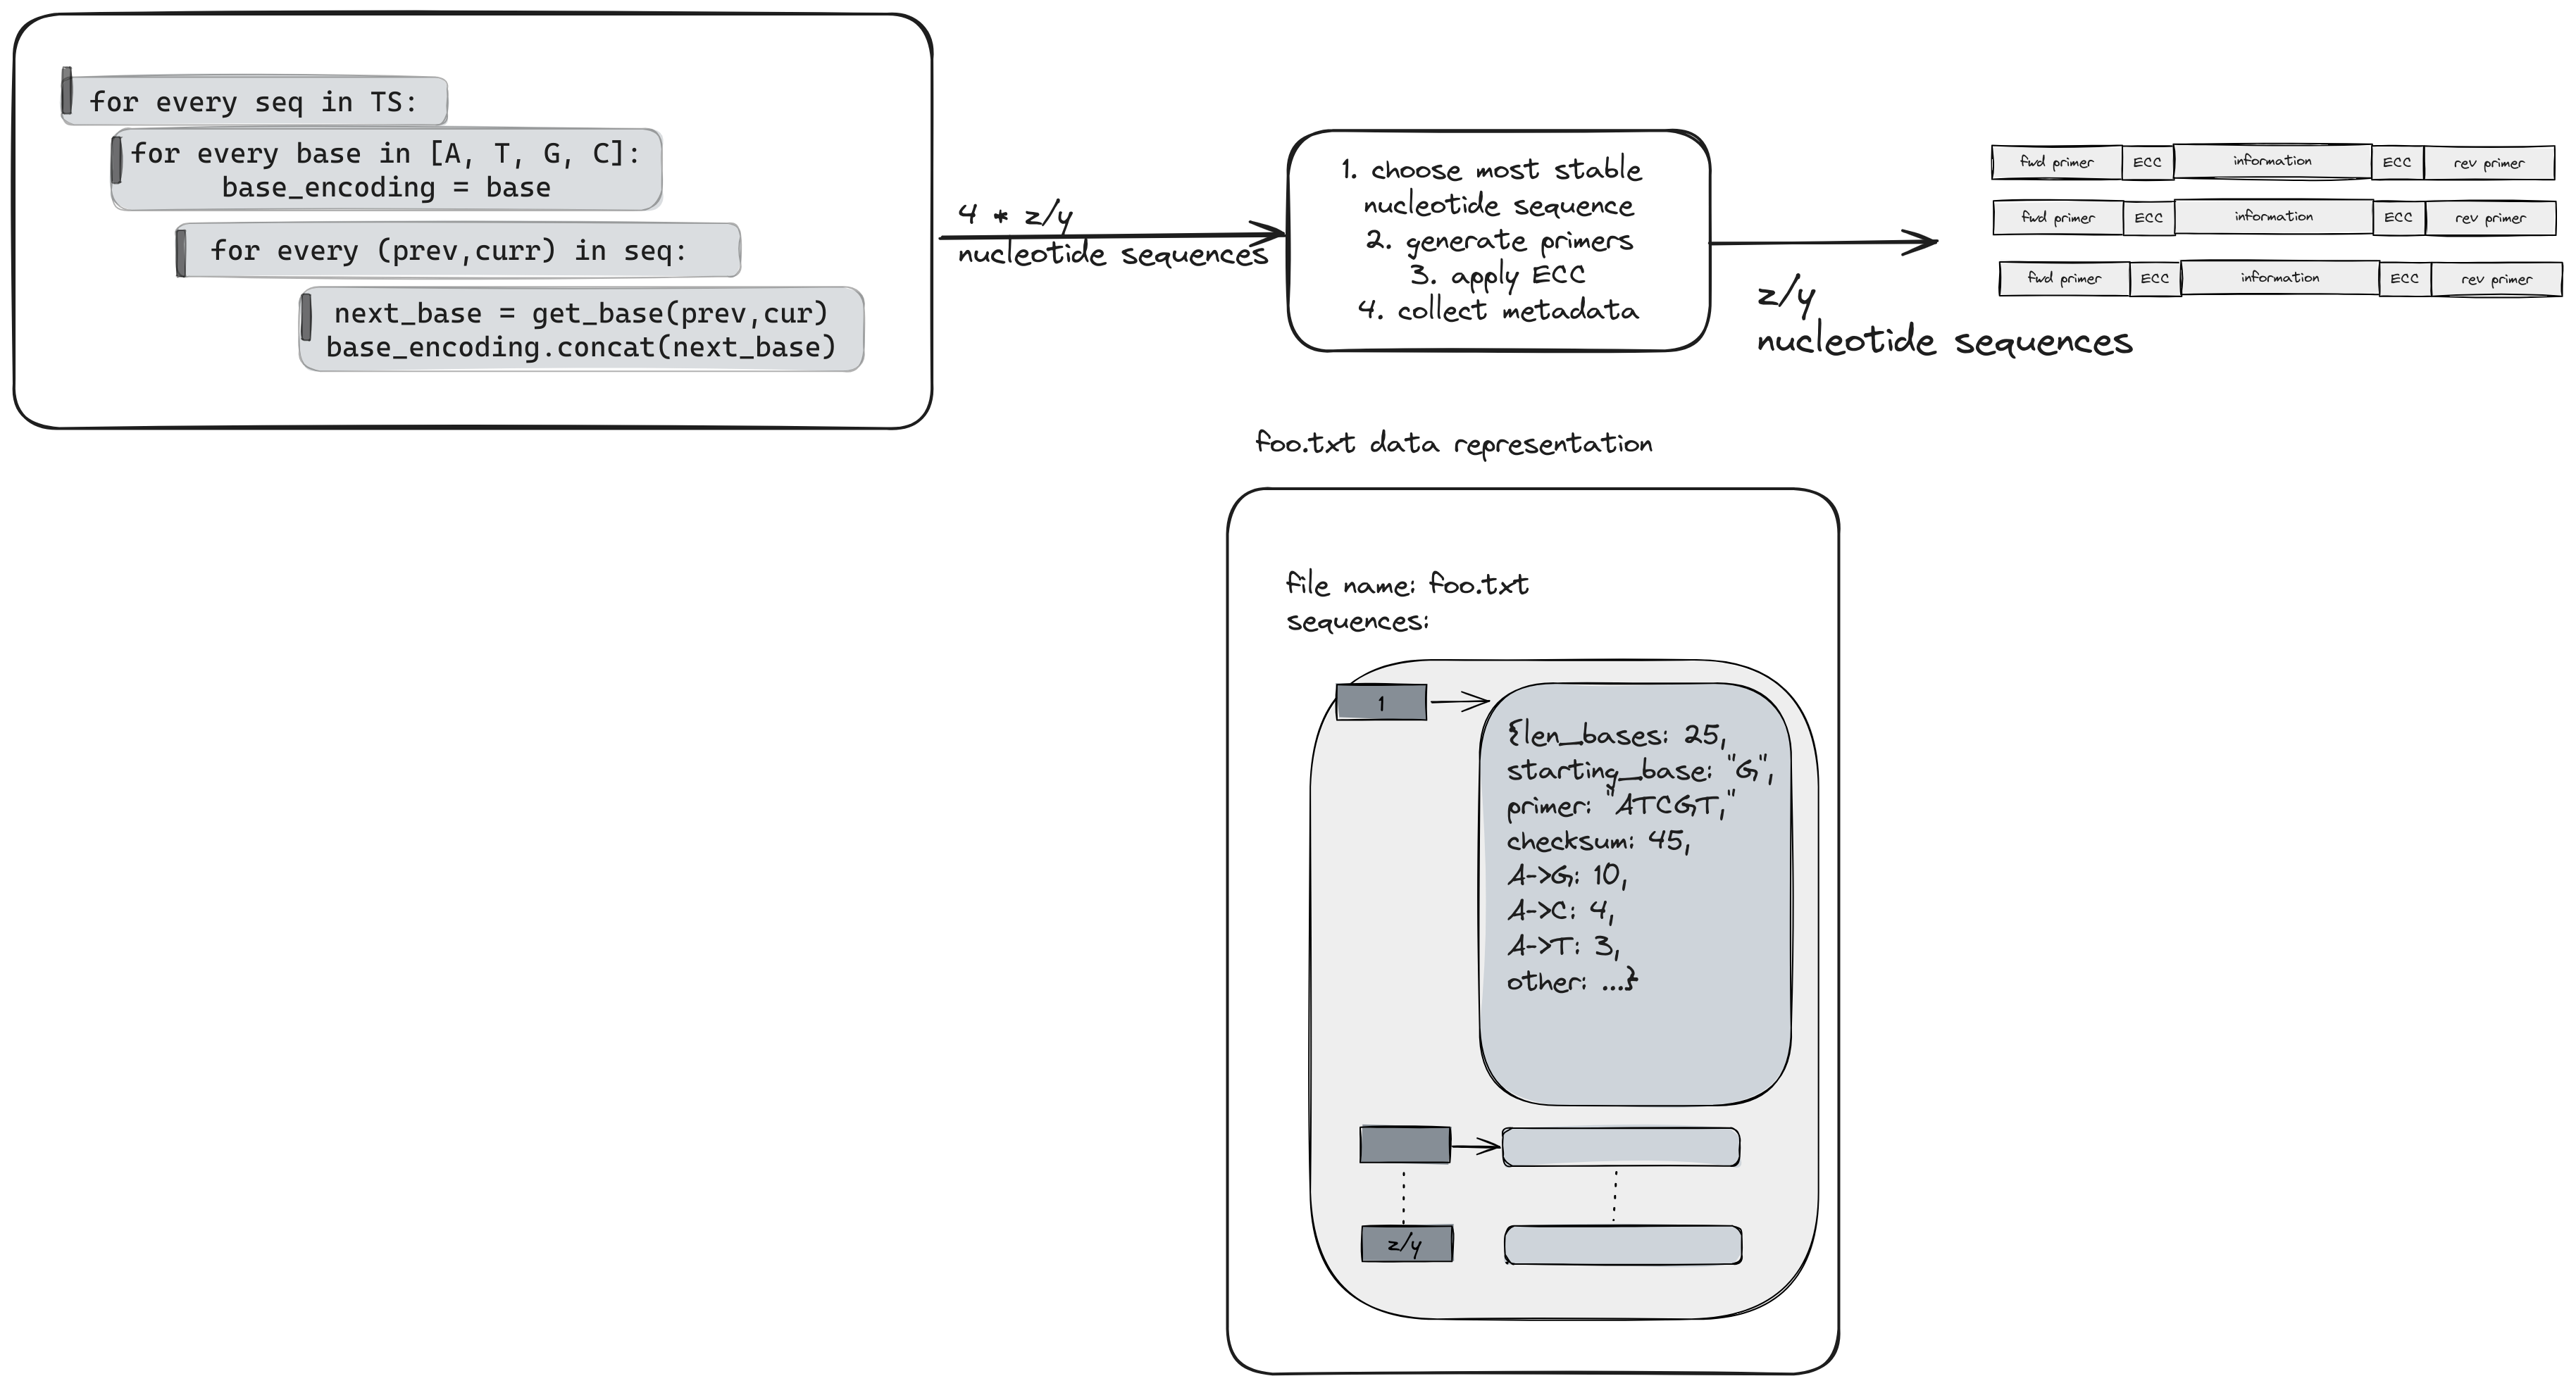 for every seq in TS:
for every base in [A, T, G, C]:
base_encoding = base
for every (prev,curr) in seq:
next_base = get_base(prev,cur)
base_encoding.concat(next_base)
4 * z/y
nucleotide sequences
1. choose most stable
nucleotide sequence
2. generate primers
3. apply ECC
4. collect metadata
z/y
nucleotide sequences
fwd primer ECC information ECC rev primer
fwd primer ECC information ECC rev primer
fwd primer ECC information ECC rev primer
foo.txt data representation
file name: foo.txt
sequences:
1
{len_bases: 25,
starting_base: "G",
primer: "ATCGT,"
checksum: 45,
A->G: 10,
A->C: 4,
A->T: 3,
other: ...}
z/y